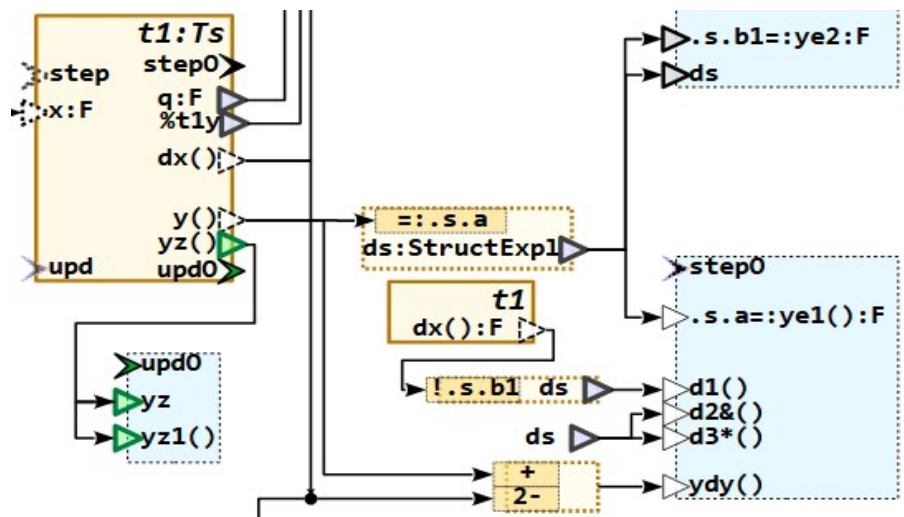 t1:Ts
step
step0
x:F
q:F
%t1y
dx()
y()
yz()
upd
upd0
=:.s.a
ds:StructExp1
t1
dx():F
!.s.b1 ds
ds
+
2-
upd0
yz
yz1()
.s.b1=:ye2:F
ds
step0
.s.a=:ye1():F
d1()
d2&()
d3*()
ydy()